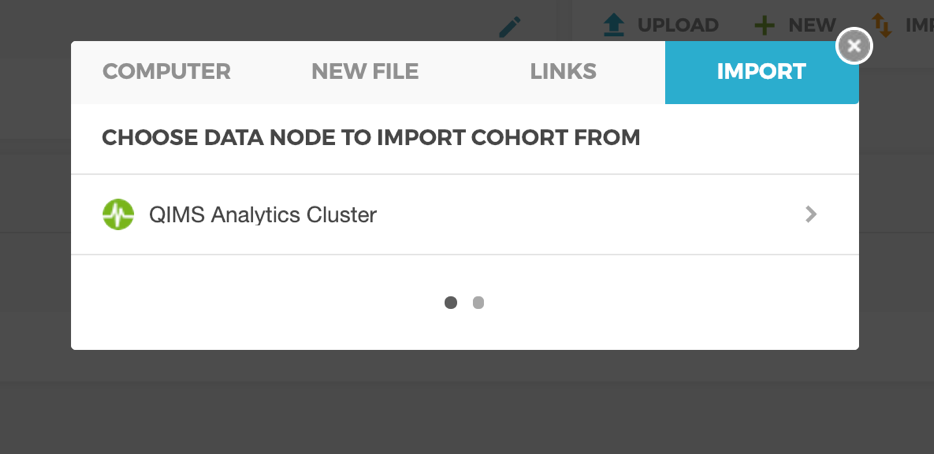 UPLOAD NEW
COMPUTER NEW FILE LINKS IMPORT
CHOOSE DATA NODE TO IMPORT COHORT FROM
QIMS Analytics Cluster